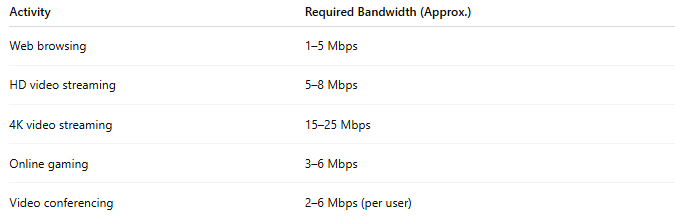 Activity Required Bandwidth (Approx.)
Web browsing 1–5 Mbps
HD video streaming 5–8 Mbps
4K video streaming 15–25 Mbps
Online gaming 3–6 Mbps
Video conferencing 2–6 Mbps (per user)